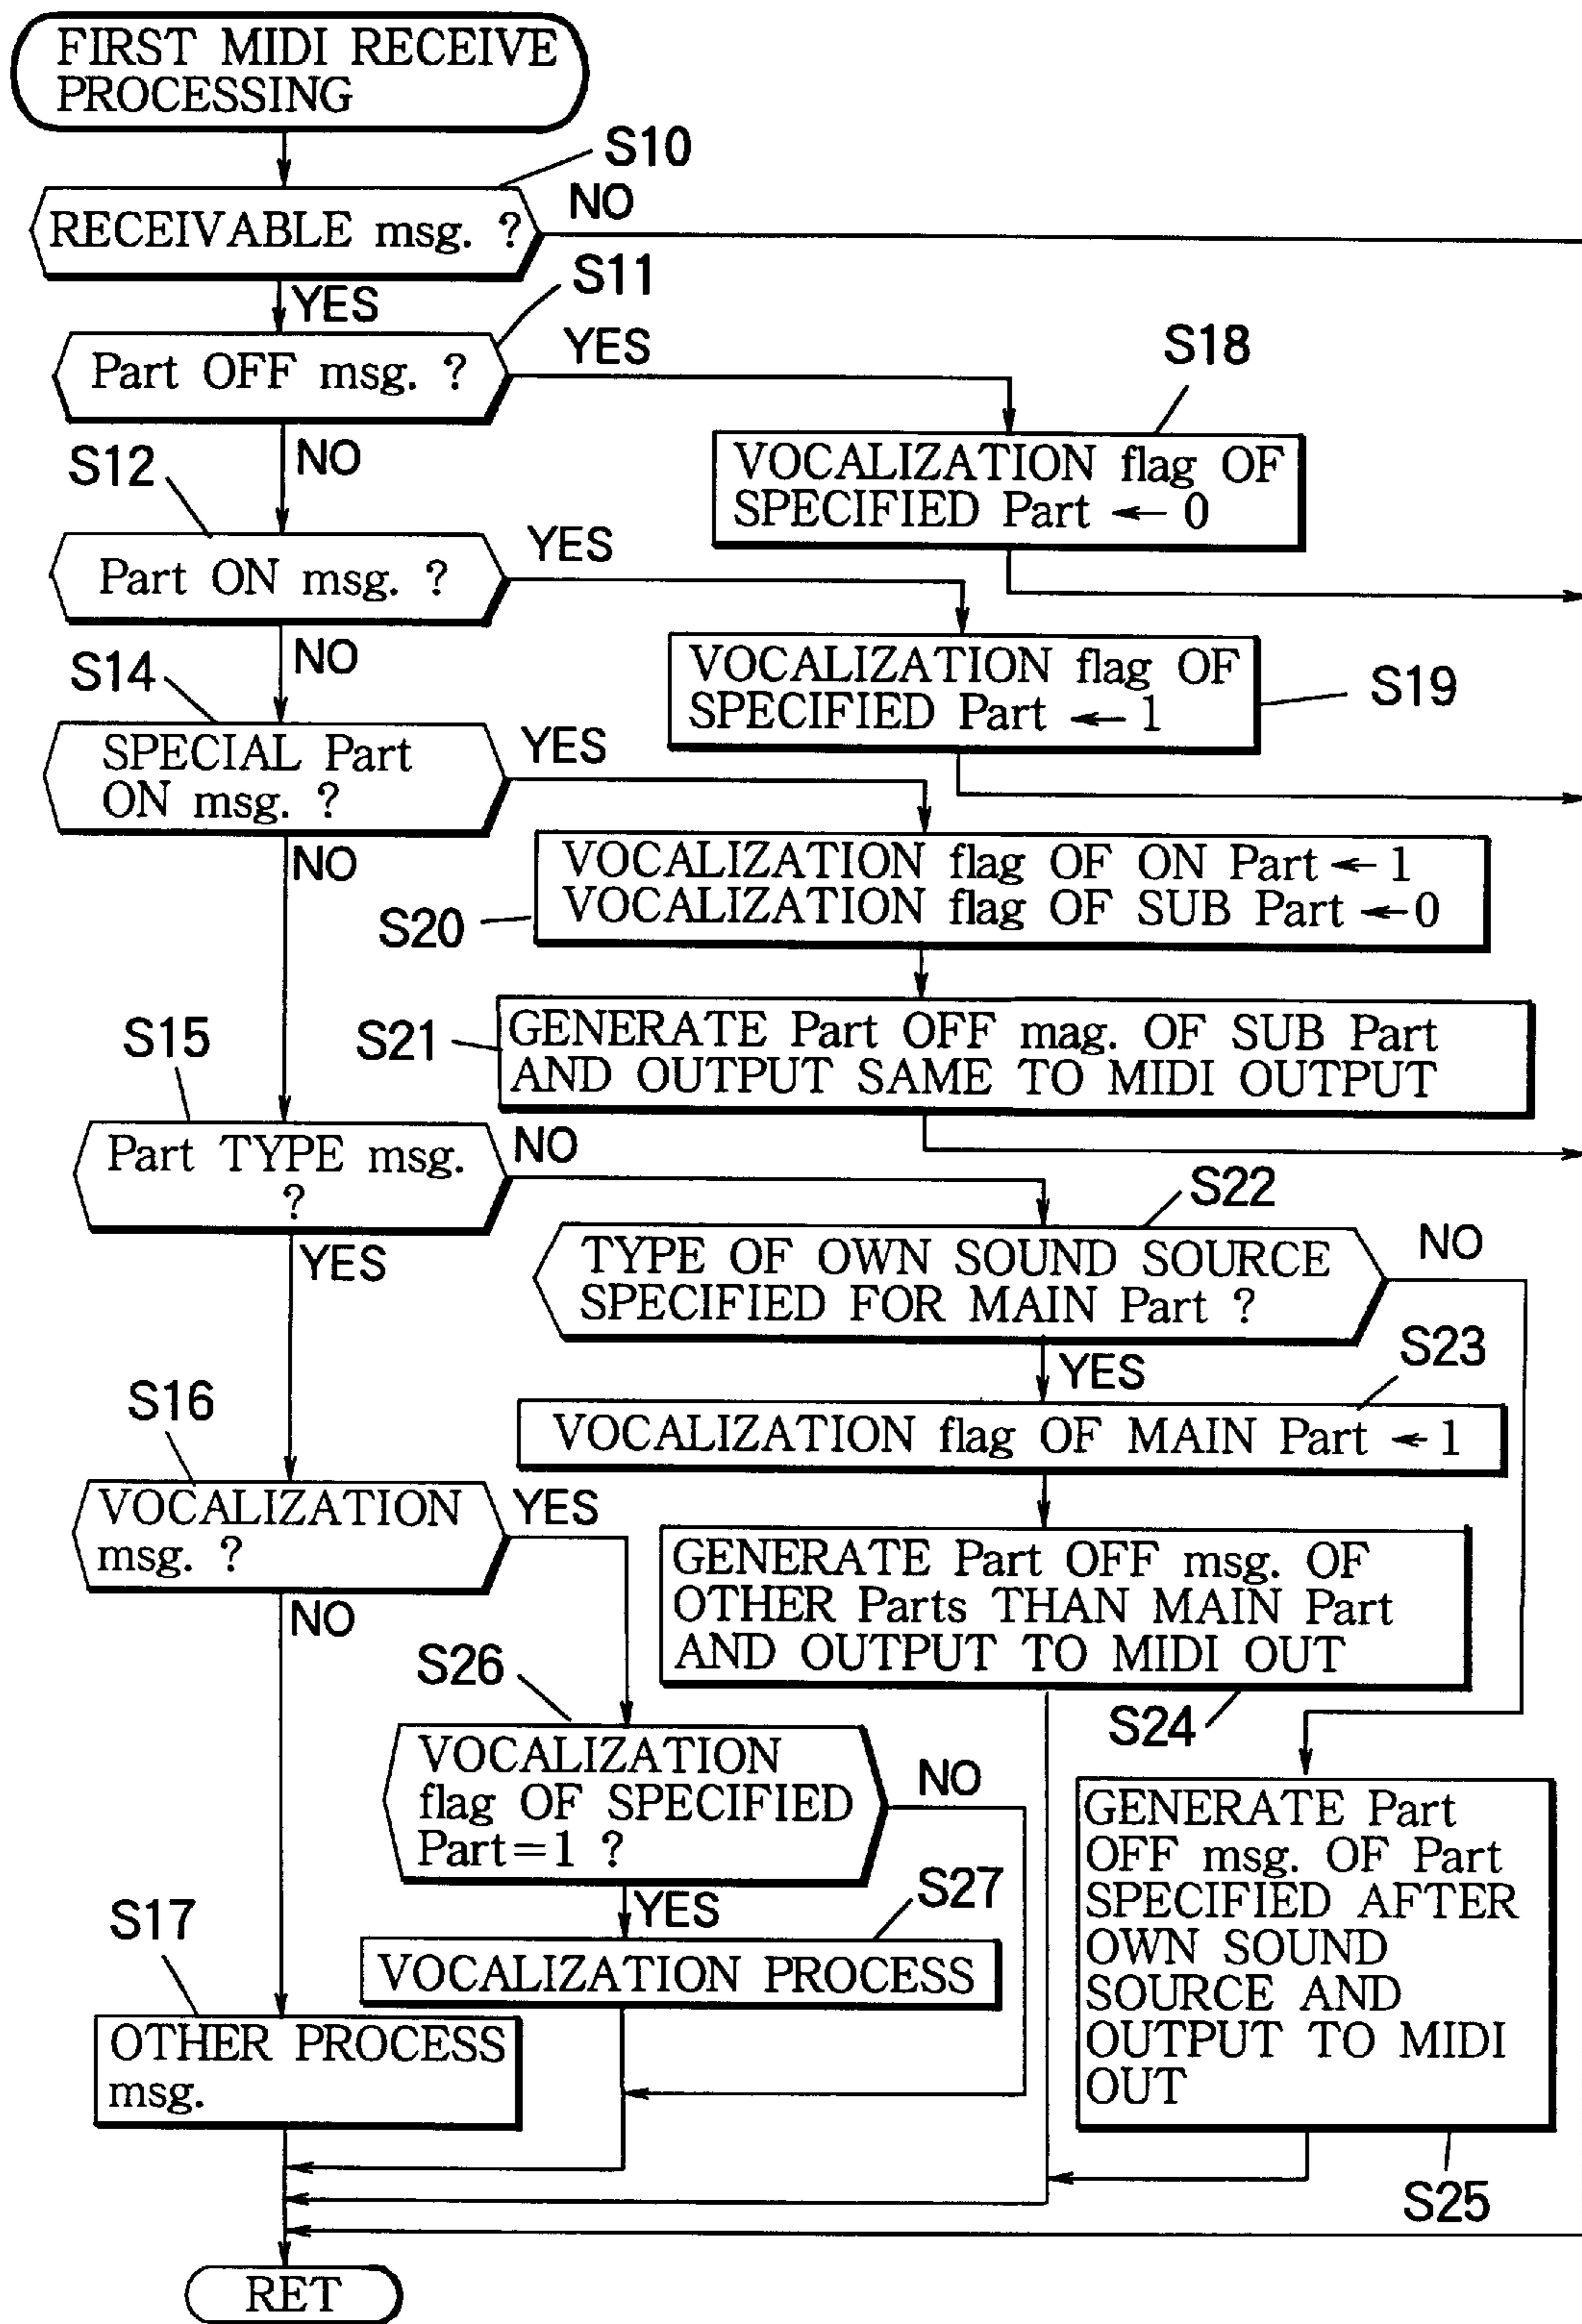 FIRST MIDI RECEIVE
PROCESSING
S10
RECEIVABLE msg. ?
NO
YES
S11
Part OFF msg. ?
YES
NO
S18
VOCALIZATION flag OF
SPECIFIED Part ← 0
S12
Part ON msg. ?
YES
NO
VOCALIZATION flag OF
SPECIFIED Part ← 1
S19
S14
SPECIAL Part
ON msg. ?
YES
NO
VOCALIZATION flag OF ON Part ← 1
VOCALIZATION flag OF SUB Part ← 0
S20
S21
GENERATE Part OFF mag. OF SUB Part
AND OUTPUT SAME TO MIDI OUTPUT
S15
Part TYPE msg.
?
NO
YES
S22
TYPE OF OWN SOUND SOURCE
SPECIFIED FOR MAIN Part ?
NO
YES
S23
VOCALIZATION flag OF MAIN Part ← 1
S16
VOCALIZATION
msg. ?
YES
NO
GENERATE Part OFF msg. OF
OTHER Parts THAN MAIN Part
AND OUTPUT TO MIDI OUT
S24
S26
VOCALIZATION
flag OF SPECIFIED
Part=1 ?
NO
YES
GENERATE Part
OFF msg. OF Part
SPECIFIED AFTER
OWN SOUND
SOURCE AND
OUTPUT TO MIDI
OUT
S25
S27
VOCALIZATION PROCESS
S17
OTHER PROCESS
msg.
RET